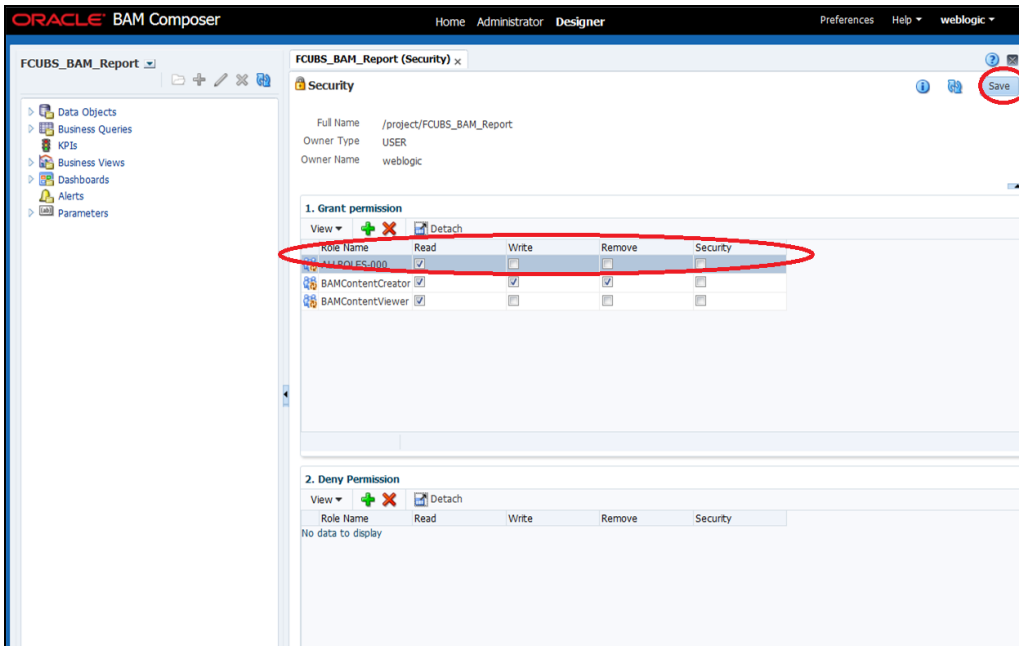 ORACLE® BAM Composer
Home Administrator Designer
Preferences Help weblogic
FCUBS_BAM_Report
Data Objects
Business Queries
KPIs
Business Views
Dashboards
Alerts
Parameters
FCUBS_BAM_Report (Security)
Security
Save
Full Name /project/FCUBS_BAM_Report
Owner Type USER
Owner Name weblogic
1. Grant permission
View Detach
Role Name Read Write Remove Security
ALLROLES-000
BAMContentCreator
BAMContentViewer
2. Deny Permission
View Detach
Role Name Read Write Remove Security
No data to display